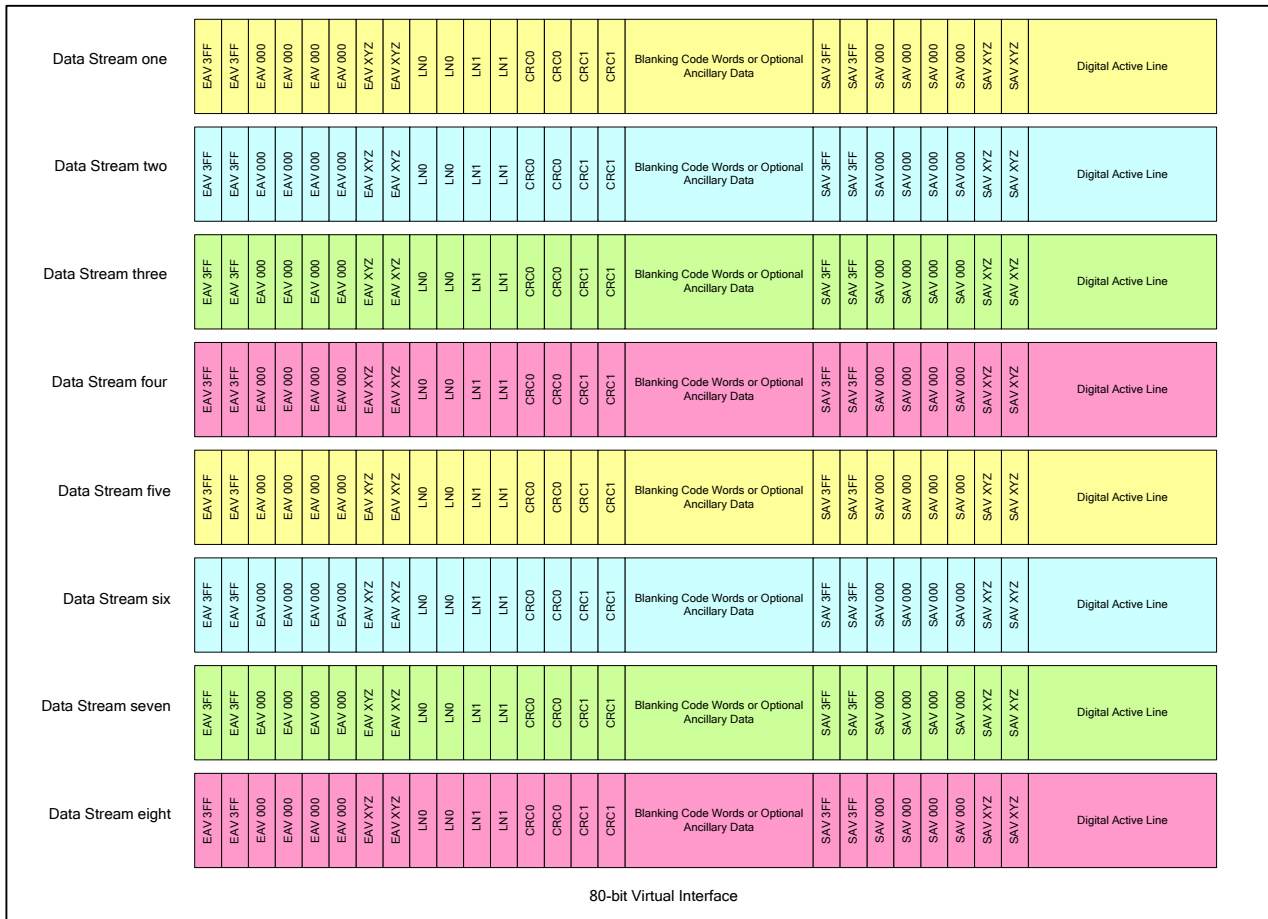 Data Stream one
EAV 3FF EAV 3FF EAV 000 EAV 000 EAV 000 EAV 000 EAV XYZ EAV XYZ LN0 LN0 LN1 LN1 CRC0 CRC0 CRC1 CRC1
Blanking Code Words or Optional
Ancillary Data
SAV 3FF SAV 3FF SAV 000 SAV 000 SAV 000 SAV 000 SAV XYZ SAV XYZ
Digital Active Line
Data Stream two
EAV 3FF EAV 3FF EAV 000 EAV 000 EAV 000 EAV 000 EAV XYZ EAV XYZ LN0 LN0 LN1 LN1 CRC0 CRC0 CRC1 CRC1
Blanking Code Words or Optional
Ancillary Data
SAV 3FF SAV 3FF SAV 000 SAV 000 SAV 000 SAV 000 SAV XYZ SAV XYZ
Digital Active Line
Data Stream three
EAV 3FF EAV 3FF EAV 000 EAV 000 EAV 000 EAV 000 EAV XYZ EAV XYZ LN0 LN0 LN1 LN1 CRC0 CRC0 CRC1 CRC1
Blanking Code Words or Optional
Ancillary Data
SAV 3FF SAV 3FF SAV 000 SAV 000 SAV 000 SAV 000 SAV XYZ SAV XYZ
Digital Active Line
Data Stream four
EAV 3FF EAV 3FF EAV 000 EAV 000 EAV 000 EAV 000 EAV XYZ EAV XYZ LN0 LN0 LN1 LN1 CRC0 CRC0 CRC1 CRC1
Blanking Code Words or Optional
Ancillary Data
SAV 3FF SAV 3FF SAV 000 SAV 000 SAV 000 SAV 000 SAV XYZ SAV XYZ
Digital Active Line
Data Stream five
EAV 3FF EAV 3FF EAV 000 EAV 000 EAV 000 EAV 000 EAV XYZ EAV XYZ LN0 LN0 LN1 LN1 CRC0 CRC0 CRC1 CRC1
Blanking Code Words or Optional
Ancillary Data
SAV 3FF SAV 3FF SAV 000 SAV 000 SAV 000 SAV 000 SAV XYZ SAV XYZ
Digital Active Line
Data Stream six
EAV 3FF EAV 3FF EAV 000 EAV 000 EAV 000 EAV 000 EAV XYZ EAV XYZ LN0 LN0 LN1 LN1 CRC0 CRC0 CRC1 CRC1
Blanking Code Words or Optional
Ancillary Data
SAV 3FF SAV 3FF SAV 000 SAV 000 SAV 000 SAV 000 SAV XYZ SAV XYZ
Digital Active Line
Data Stream seven
EAV 3FF EAV 3FF EAV 000 EAV 000 EAV 000 EAV 000 EAV XYZ EAV XYZ LN0 LN0 LN1 LN1 CRC0 CRC0 CRC1 CRC1
Blanking Code Words or Optional
Ancillary Data
SAV 3FF SAV 3FF SAV 000 SAV 000 SAV 000 SAV 000 SAV XYZ SAV XYZ
Digital Active Line
Data Stream eight
EAV 3FF EAV 3FF EAV 000 EAV 000 EAV 000 EAV 000 EAV XYZ EAV XYZ LN0 LN0 LN1 LN1 CRC0 CRC0 CRC1 CRC1
Blanking Code Words or Optional
Ancillary Data
SAV 3FF SAV 3FF SAV 000 SAV 000 SAV 000 SAV 000 SAV XYZ SAV XYZ
Digital Active Line
80-bit Virtual Interface